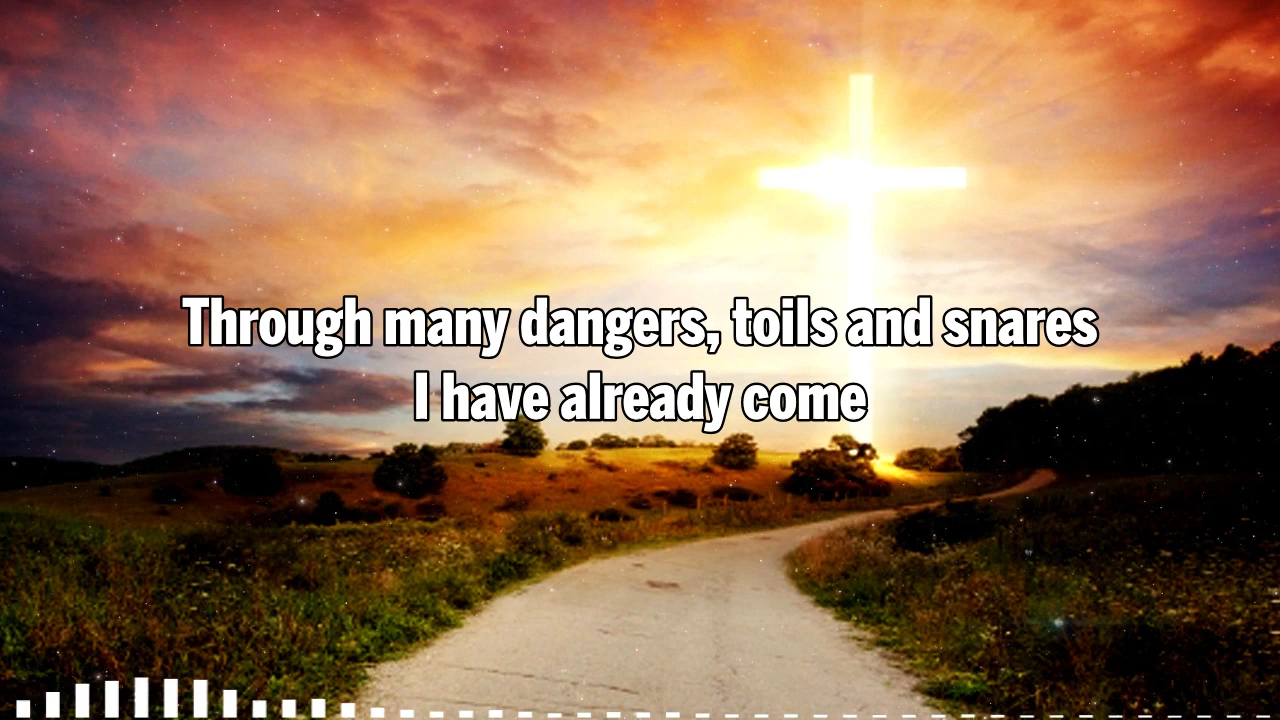 Through many dangers, toils and snares
I have already come